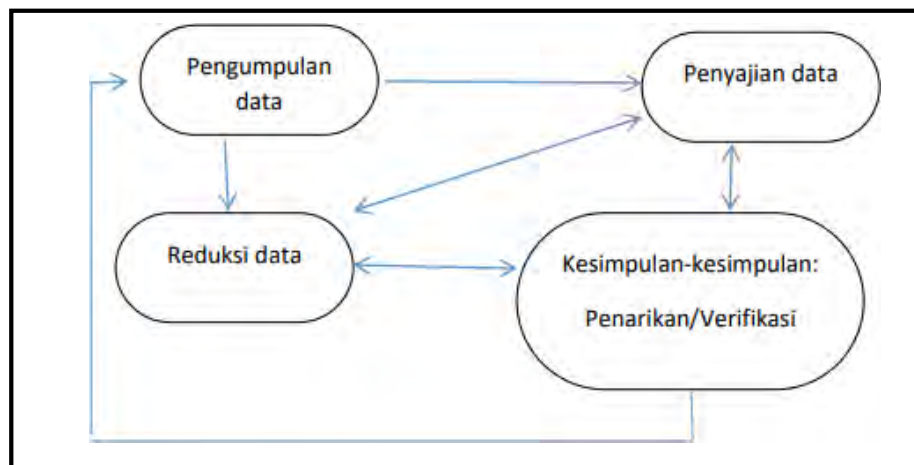 Pengumpulan
data
Penyajian data
Reduksi data
Kesimpulan-kesimpulan:
Penarikan/Verifikasi